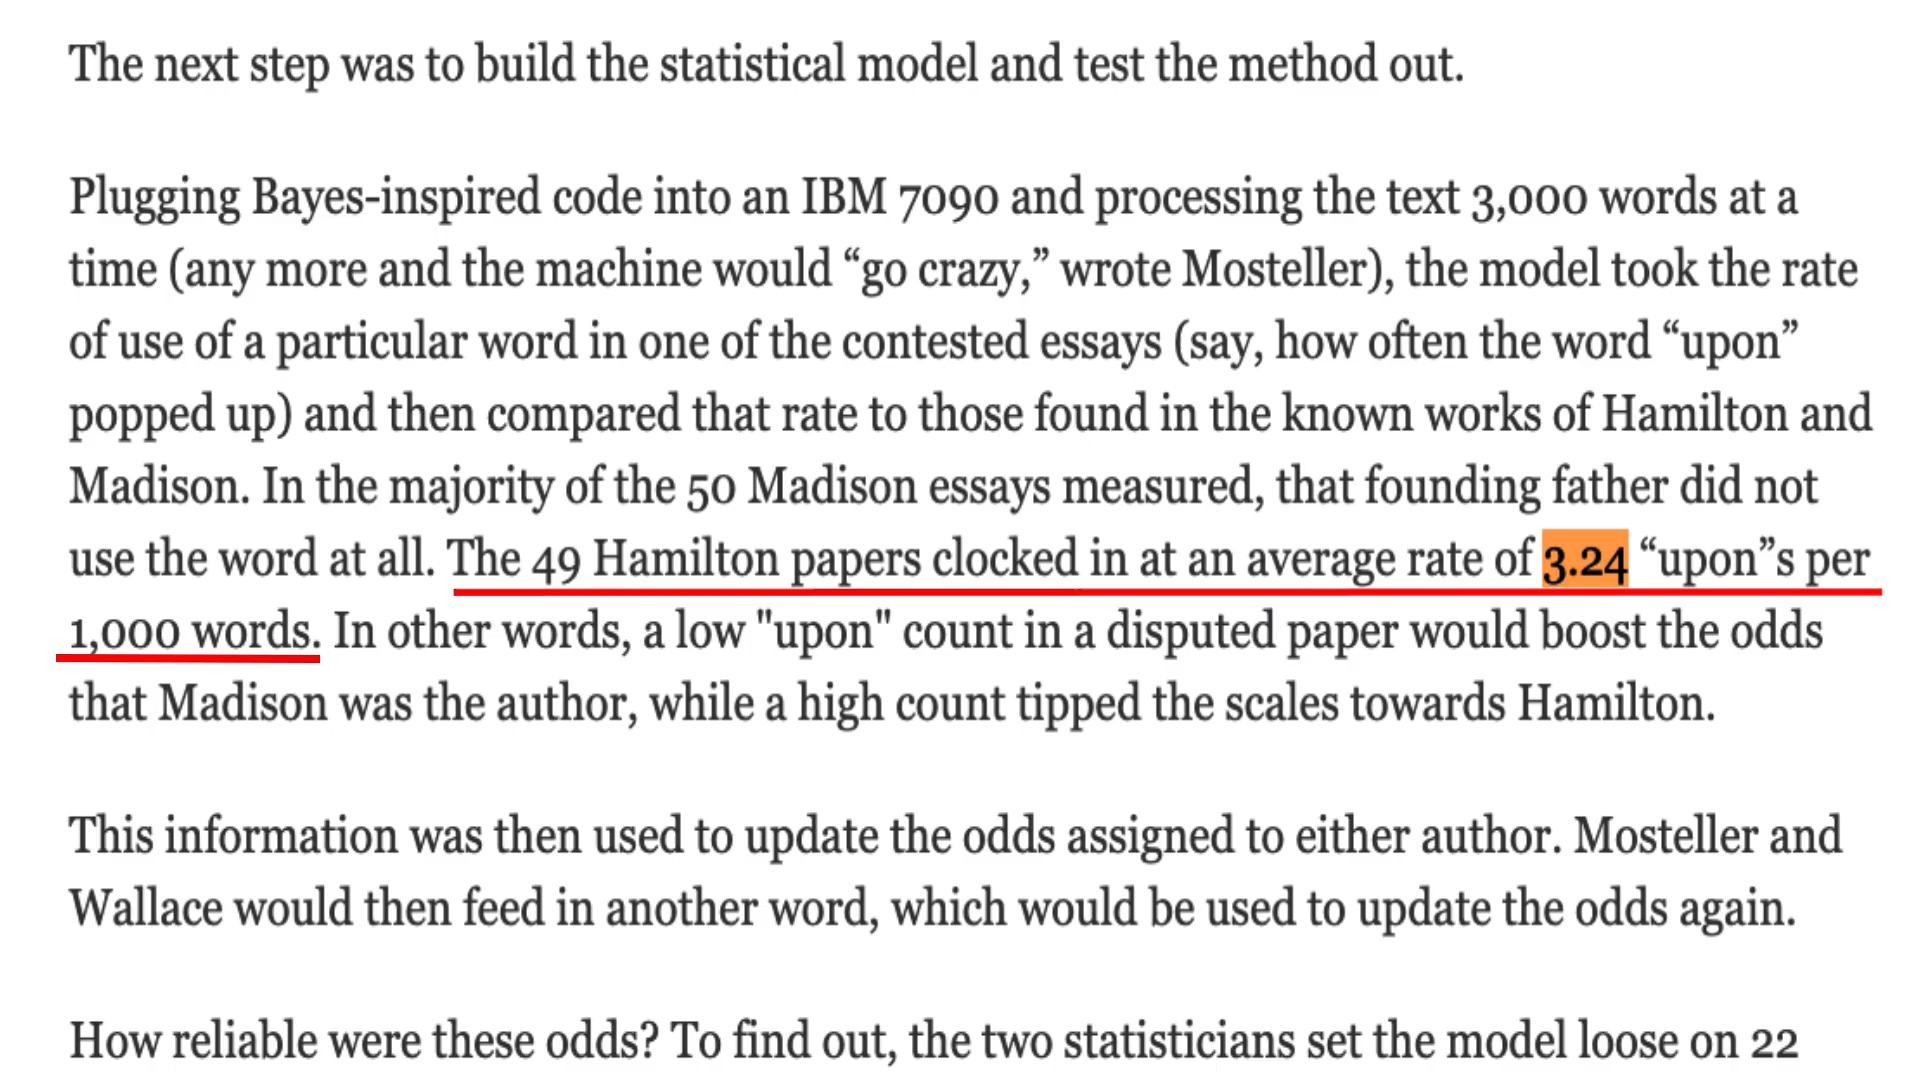 The next step was to build the statistical model and test the method out.
Plugging Bayes-inspired code into an IBM 7090 and processing the text 3,000 words at a
time (any more and the machine would “go crazy,” wrote Mosteller), the model took the rate
of use of a particular word in one of the contested essays (say, how often the word “upon”
popped up) and then compared that rate to those found in the known works of Hamilton and
Madison. In the majority of the 50 Madison essays measured, that founding father did not
use the word at all. The 49 Hamilton papers clocked in at an average rate of 3.24 “upon”s per
1,000 words. In other words, a low "upon" count in a disputed paper would boost the odds
that Madison was the author, while a high count tipped the scales towards Hamilton.
This information was then used to update the odds assigned to either author. Mosteller and
Wallace would then feed in another word, which would be used to update the odds again.
How reliable were these odds? To find out, the two statisticians set the model loose on 22